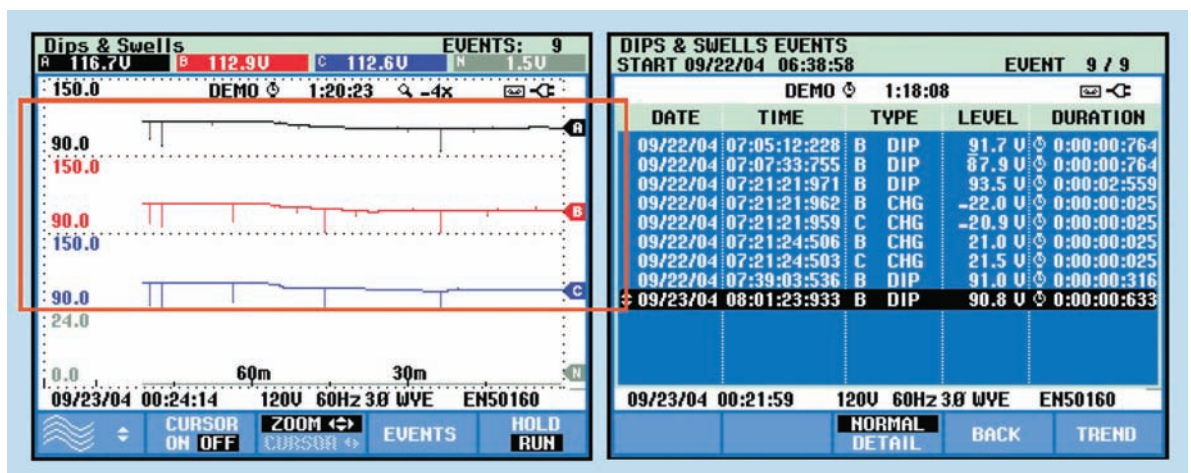 Dips & Swells EVENTS: 9
A 116.7V B 112.9V C 112.6V N 1.5V
150.0 DEMO 1:20:23 -4x
A
90.0
150.0
B
90.0
150.0
C
90.0
24.0
0.0 60m 30m N
09/23/04 00:24:14 120V 60Hz 3Ø WYE EN50160
CURSOR ON OFF ZOOM CURSOR EVENTS HOLD RUN
DIPS & SWELLS EVENTS
START 09/22/04 06:38:58 EVENT 9 / 9
DEMO 1:18:08
DATE TIME TYPE LEVEL DURATION
09/22/04 07:05:12:228 B DIP 91.7 V 0:00:00:764
09/22/04 07:07:33:755 B DIP 87.9 V 0:00:00:764
09/22/04 07:21:21:971 B DIP 93.5 V 0:00:02:559
09/22/04 07:21:21:962 B CHG -22.0 V 0:00:00:025
09/22/04 07:21:21:959 C CHG -20.9 V 0:00:00:025
09/22/04 07:21:24:506 B CHG 21.0 V 0:00:00:025
09/22/04 07:21:24:503 C CHG 21.5 V 0:00:00:025
09/22/04 07:39:03:536 B DIP 91.0 V 0:00:00:316
09/23/04 08:01:23:933 B DIP 90.8 V 0:00:00:633
09/23/04 00:21:59 120V 60Hz 3Ø WYE EN50160
NORMAL DETAIL BACK TREND